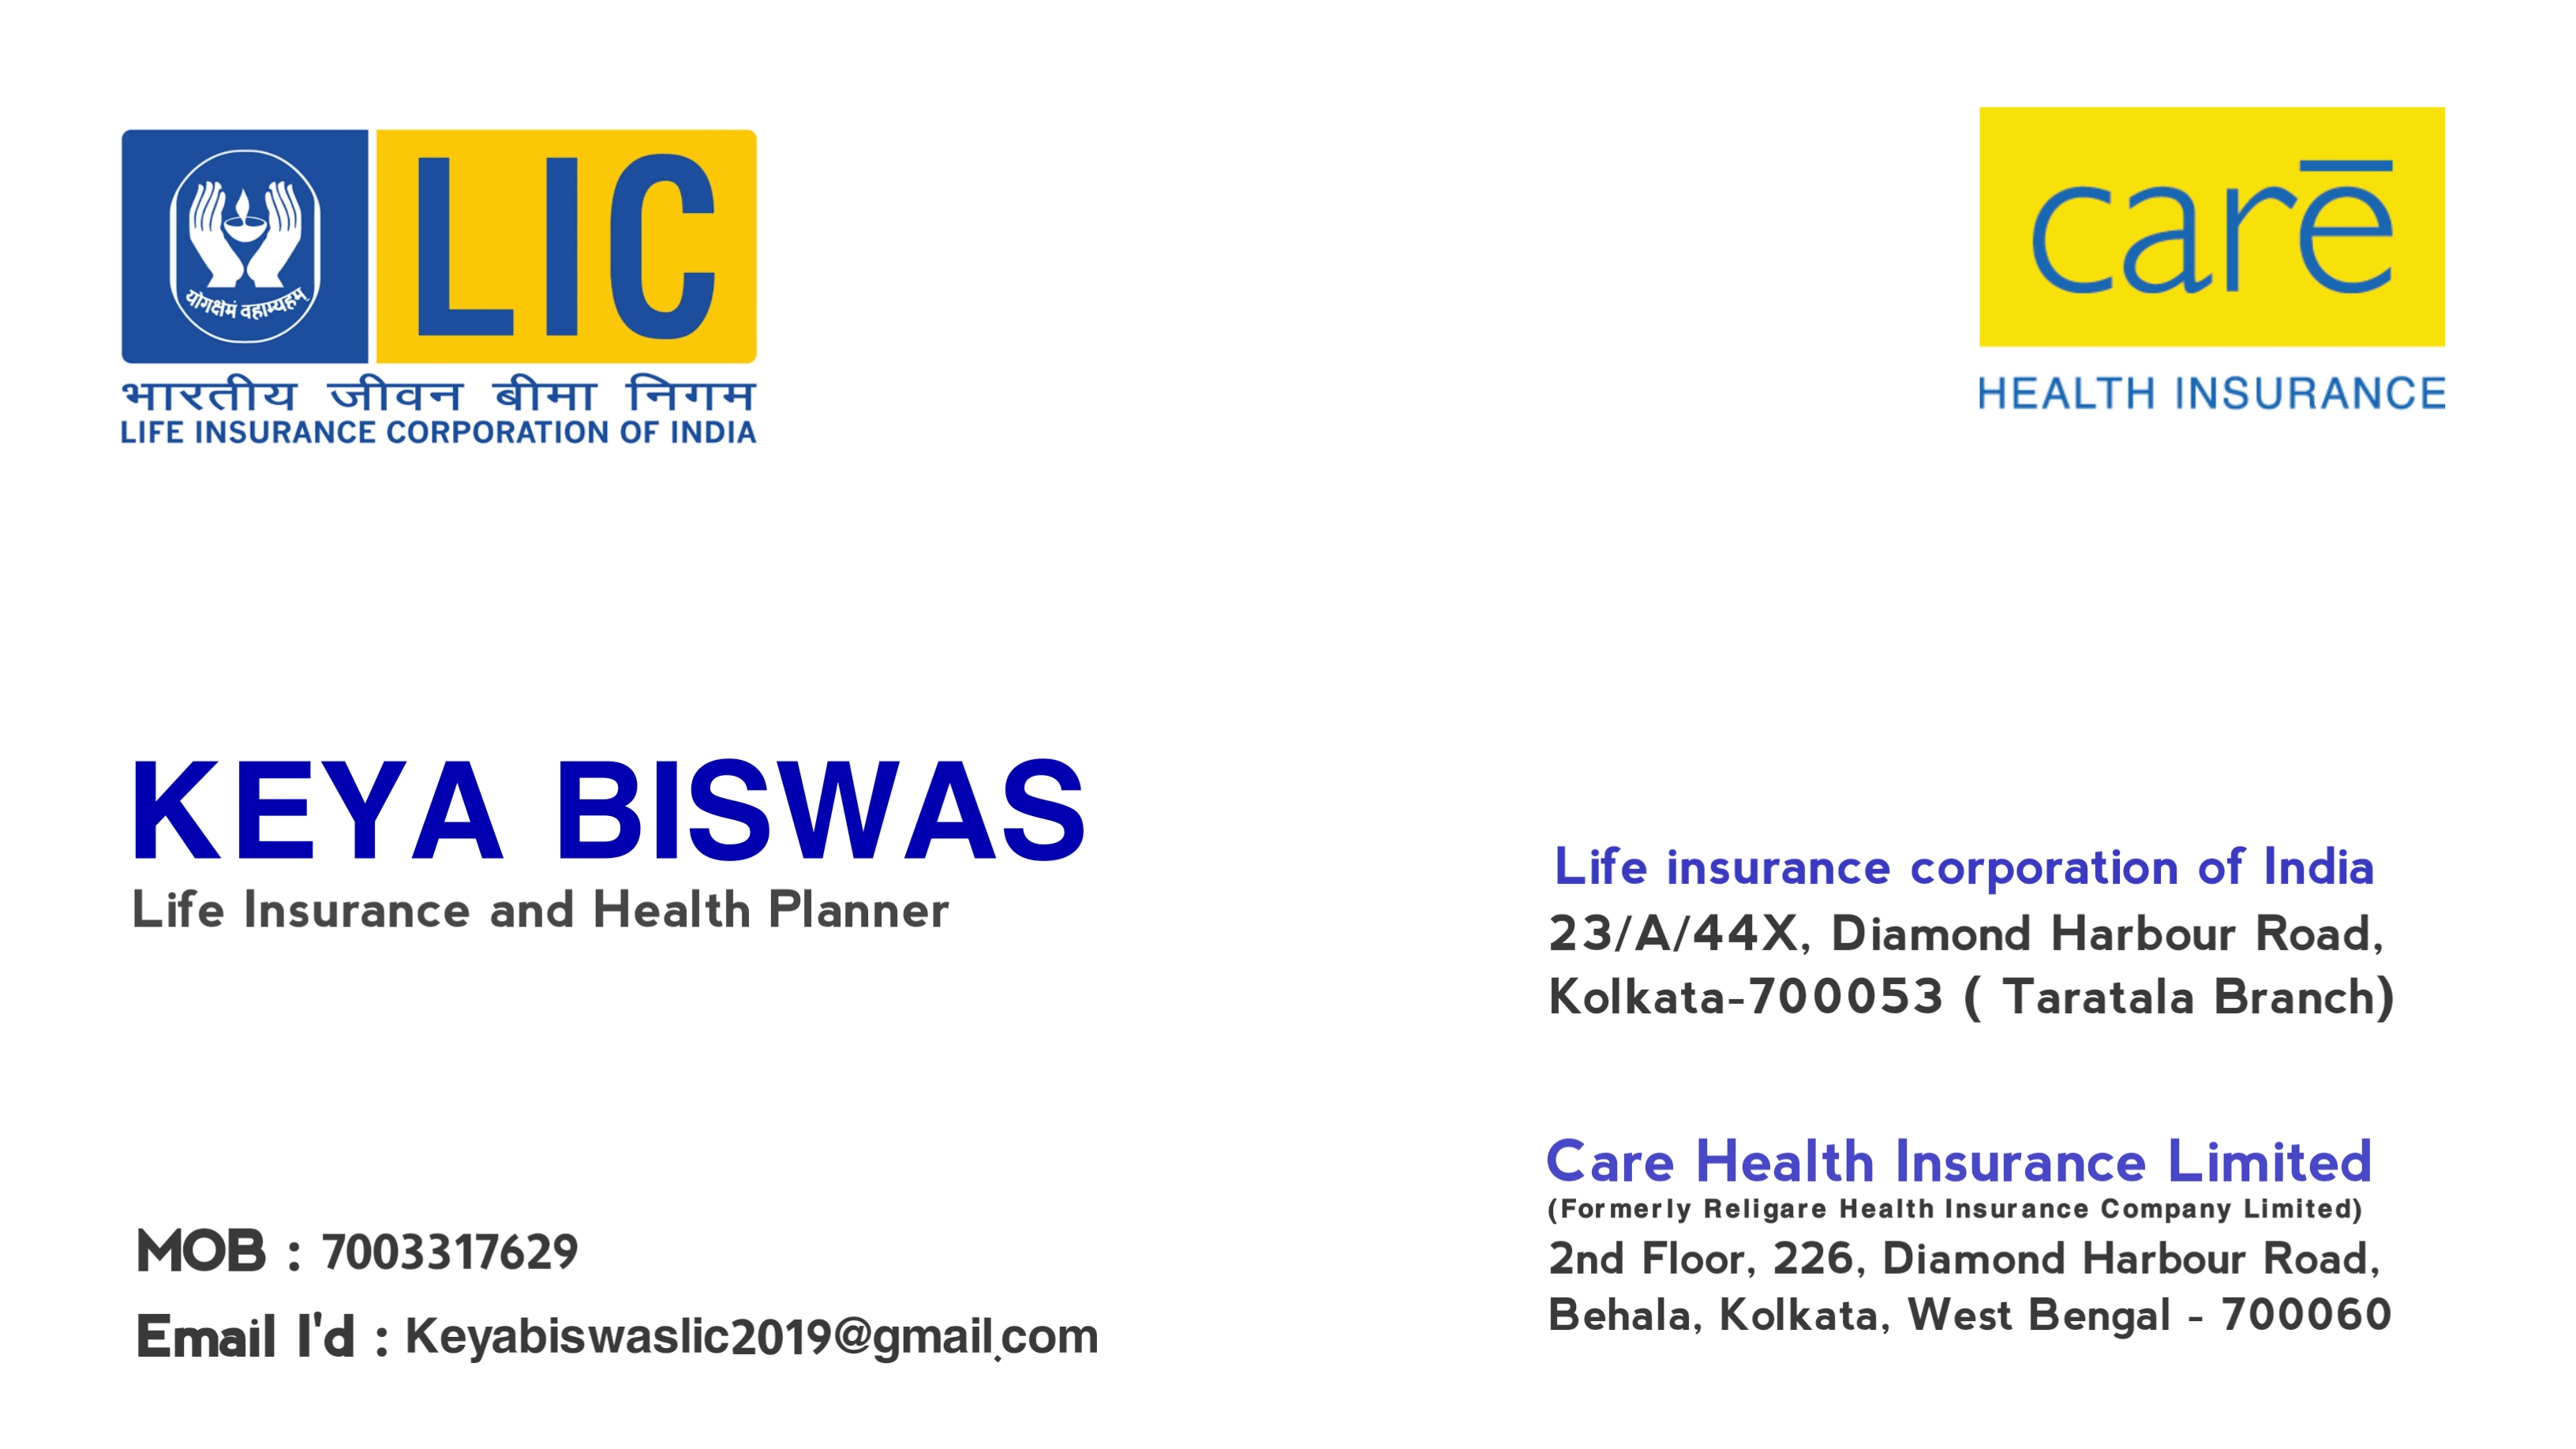 योगक्षेमं वहाम्यहम्
LIC
भारतीय जीवन बीमा निगम
LIFE INSURANCE CORPORATION OF INDIA
carē
HEALTH INSURANCE
KEYA BISWAS
Life Insurance and Health Planner
MOB : 7003317629
Email I'd : Keyabiswaslic2019@gmail.com
Life insurance corporation of India
23/A/44X, Diamond Harbour Road,
Kolkata-700053 ( Taratala Branch)
Care Health Insurance Limited
(Formerly Religare Health Insurance Company Limited)
2nd Floor, 226, Diamond Harbour Road,
Behala, Kolkata, West Bengal - 700060